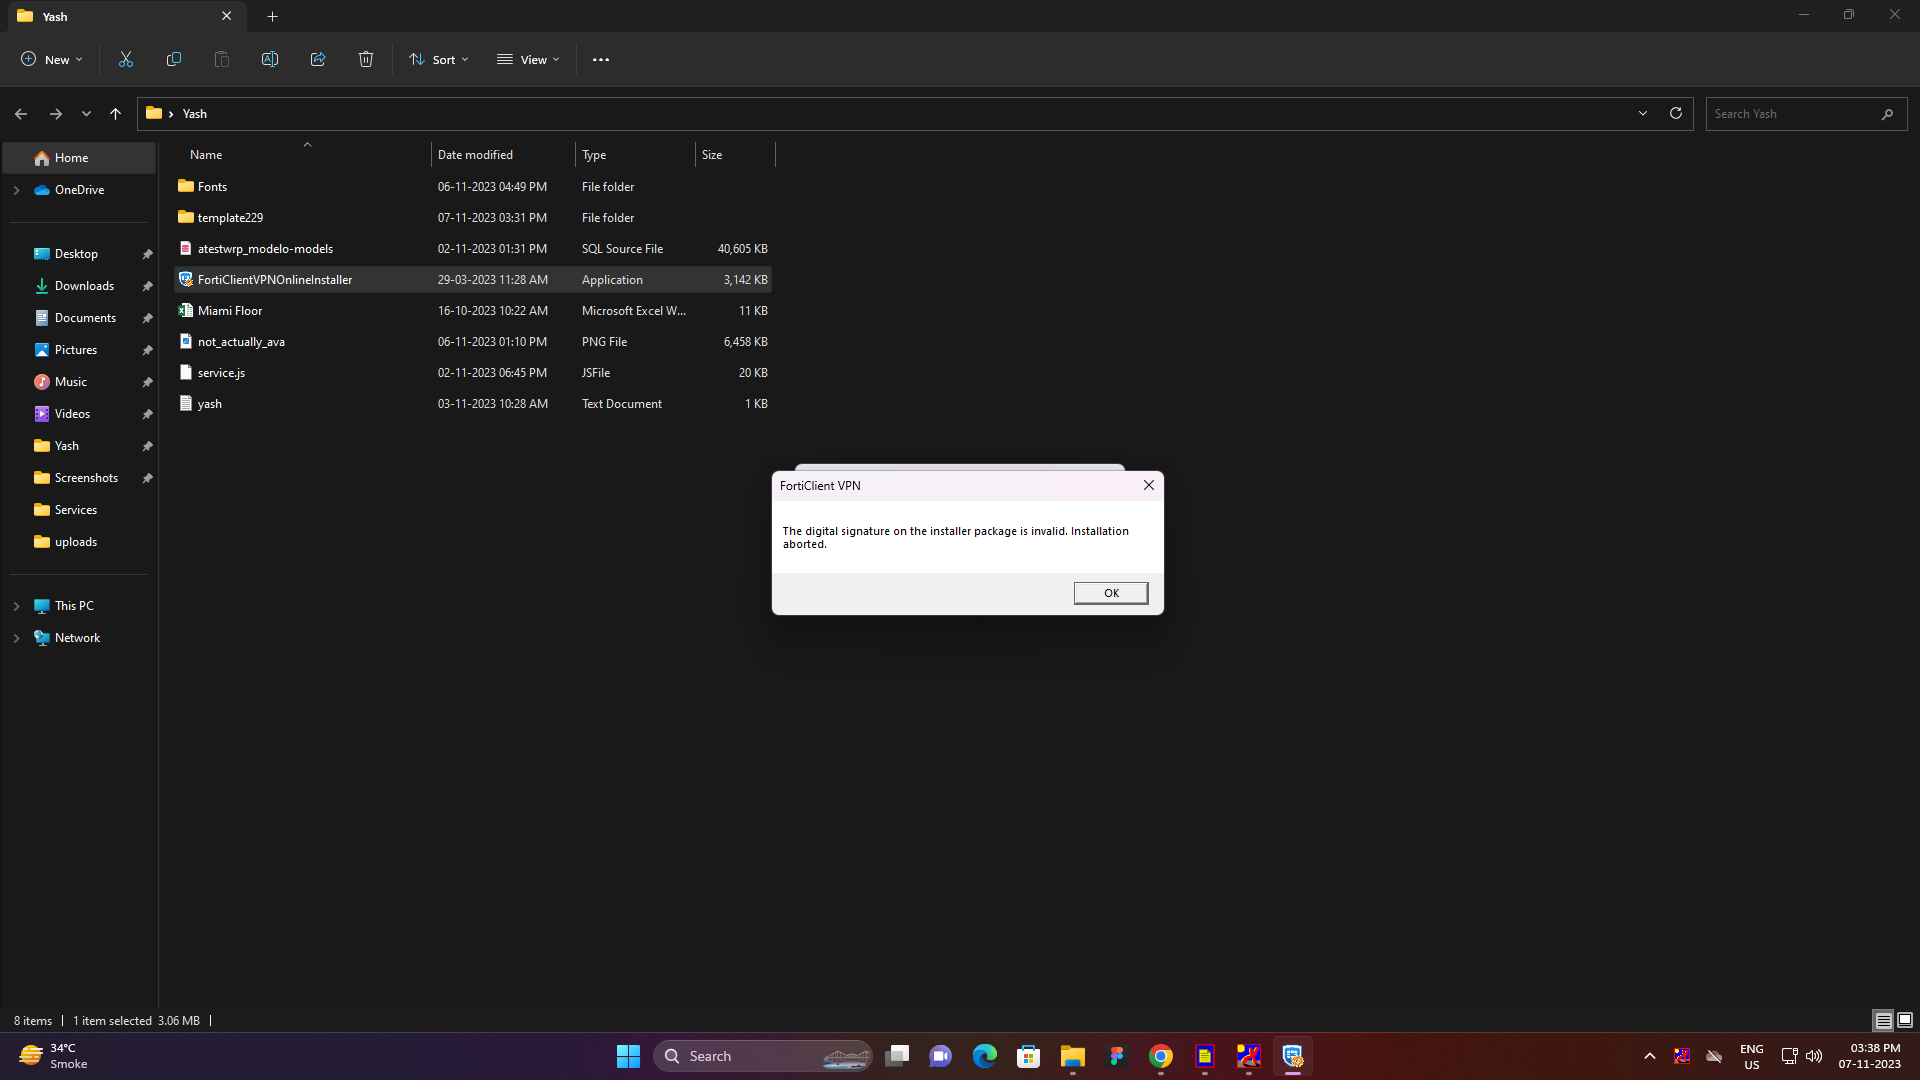 Yash
New
Sort
View
Yash
Search Yash
Name Date modified Type Size
Home
OneDrive
Desktop
Downloads
Documents
Pictures
Music
Videos
Yash
Screenshots
Services
uploads
This PC
Network
Fonts 06-11-2023 04:49 PM File folder
template229 07-11-2023 03:31 PM File folder
atestwrp_modelo-models 02-11-2023 01:31 PM SQL Source File 40,605 KB
FortiClientVPNOnlineInstaller 29-03-2023 11:28 AM Application 3,142 KB
Miami Floor 16-10-2023 10:22 AM Microsoft Excel W... 11 KB
not_actually_ava 06-11-2023 01:10 PM PNG File 6,458 KB
service.js 02-11-2023 06:45 PM JSFile 20 KB
yash 03-11-2023 10:28 AM Text Document 1 KB
FortiClient VPN
The digital signature on the installer package is invalid. Installation
aborted.
OK
8 items 1 item selected 3.06 MB
34°C
Smoke
Search
ENG
US
03:38 PM
07-11-2023